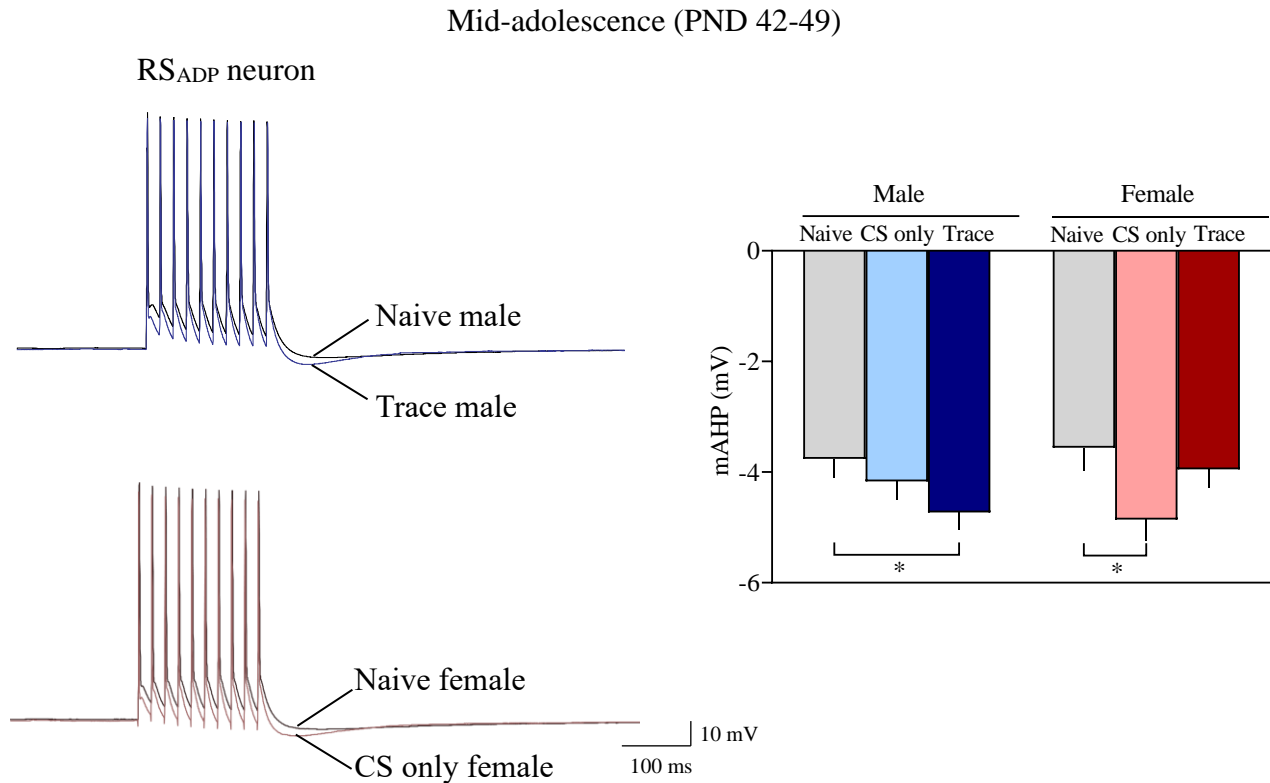 Mid-adolescence (PND 42-49)
RSADP neuron
Naive male
Trace male
Naive female
CS only female
10 mV
100 ms
Male
Female
Naive CS only Trace
Naive CS only Trace
mAHP (mV)
0
-2
-4
-6
*
*